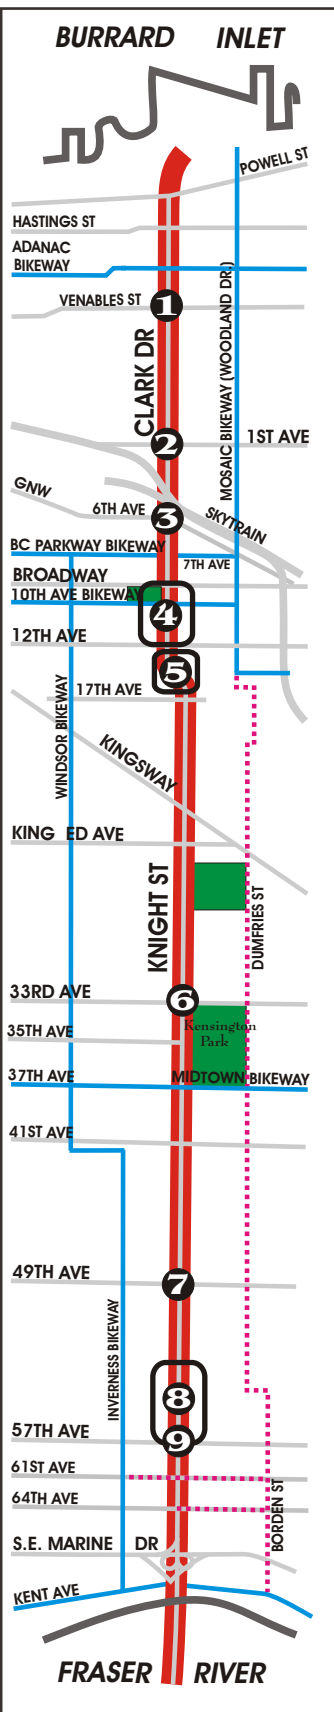 BURRARD INLET
POWELL ST
HASTINGS ST
ADANAC
BIKEWAY
VENABLES ST
1
CLARK DR
MOSAIC BIKEWAY (WOODLAND DR.)
2
1ST AVE
GNW
6TH AVE
3
SKYTRAIN
BC PARKWAY BIKEWAY
7TH AVE
BROADWAY
10TH AVE BIKEWAY
4
12TH AVE
5
17TH AVE
WINDSOR BIKEWAY
KINGSWAY
KING ED AVE
KNIGHT ST
DUMFRIES ST
33RD AVE
6
Kensington
Park
35TH AVE
37TH AVE
MIDTOWN BIKEWAY
41ST AVE
49TH AVE
7
INVERNESS BIKEWAY
8
57TH AVE
9
61ST AVE
64TH AVE
BORDEN ST
S.E. MARINE DR
KENT AVE
FRASER RIVER